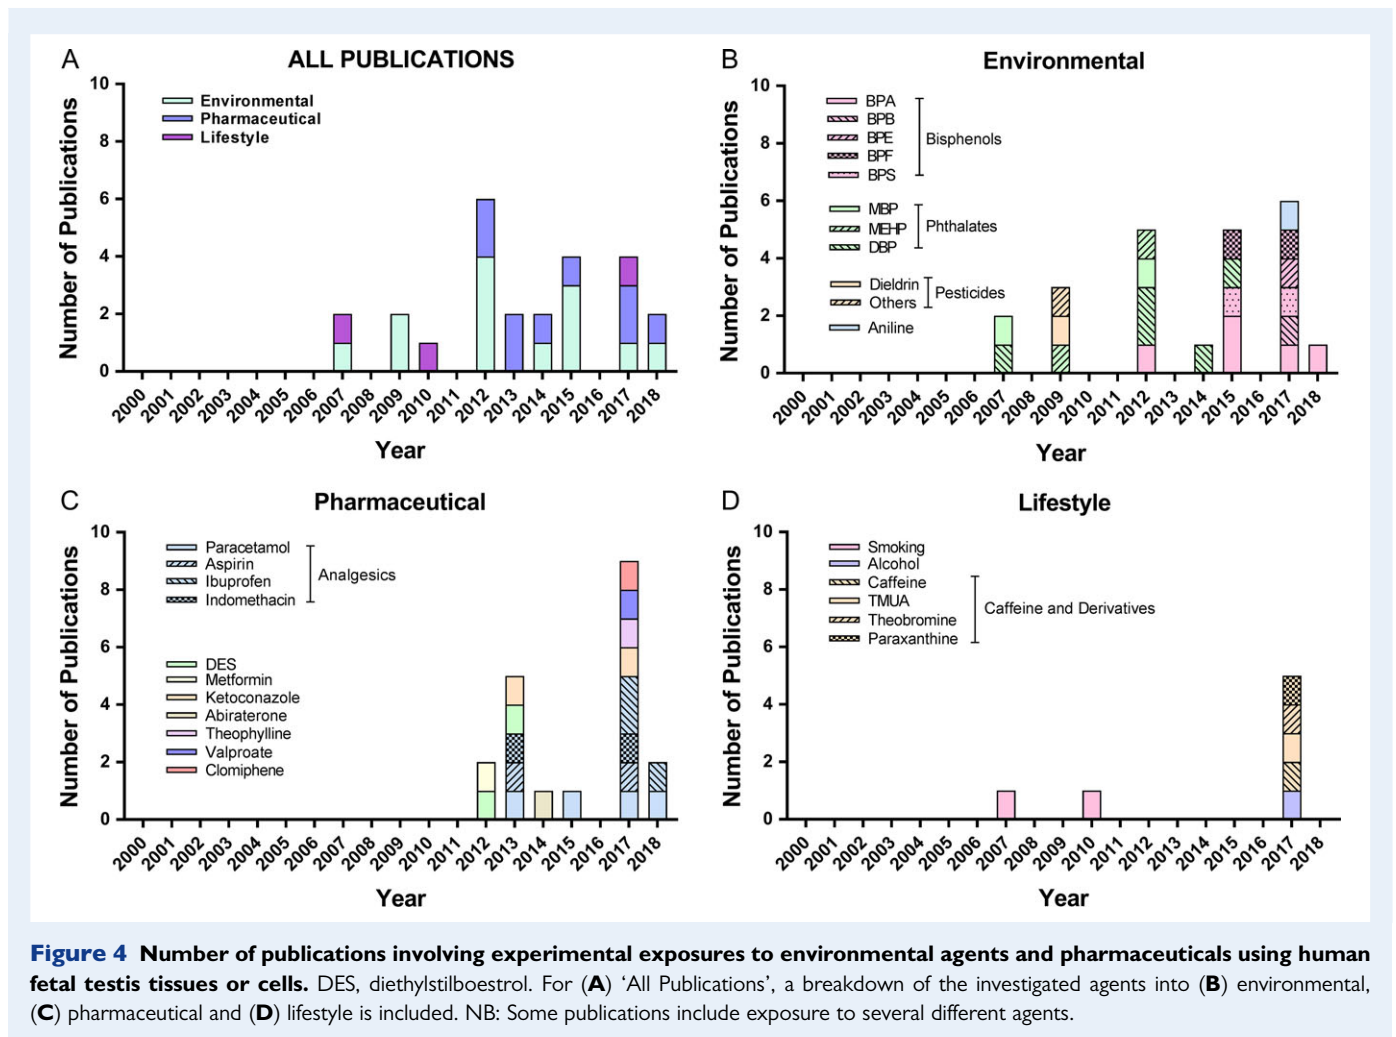 A
ALL PUBLICATIONS
Number of Publications
10
8
6
4
2
0
Environmental
Pharmaceutical
Lifestyle
2000
2001
2002
2003
2004
2005
2006
2007
2008
2009
2010
2011
2012
2013
2014
2015
2016
2017
2018
Year
B
Environmental
Number of Publications
10
8
6
4
2
0
BPA
BPB
BPE
BPF
BPS
Bisphenols
MBP
MEHP
DBP
Phthalates
Dieldrin
Others
Pesticides
Aniline
2000
2001
2002
2003
2004
2005
2006
2007
2008
2009
2010
2011
2012
2013
2014
2015
2016
2017
2018
Year
C
Pharmaceutical
Number of Publications
10
8
6
4
2
0
Paracetamol
Aspirin
Ibuprofen
Indomethacin
Analgesics
DES
Metformin
Ketoconazole
Abiraterone
Theophylline
Valproate
Clomiphene
2000
2001
2002
2003
2004
2005
2006
2007
2008
2009
2010
2011
2012
2013
2014
2015
2016
2017
2018
Year
D
Lifestyle
Number of Publications
10
8
6
4
2
0
Smoking
Alcohol
Caffeine
TMUA
Theobromine
Paraxanthine
Caffeine and Derivatives
2000
2001
2002
2003
2004
2005
2006
2007
2008
2009
2010
2011
2012
2013
2014
2015
2016
2017
2018
Year
Figure 4 Number of publications involving experimental exposures to environmental agents and pharmaceuticals using human
fetal testis tissues or cells. DES, diethylstilboestrol. For (A) ‘All Publications’, a breakdown of the investigated agents into (B) environmental,
(C) pharmaceutical and (D) lifestyle is included. NB: Some publications include exposure to several different agents.